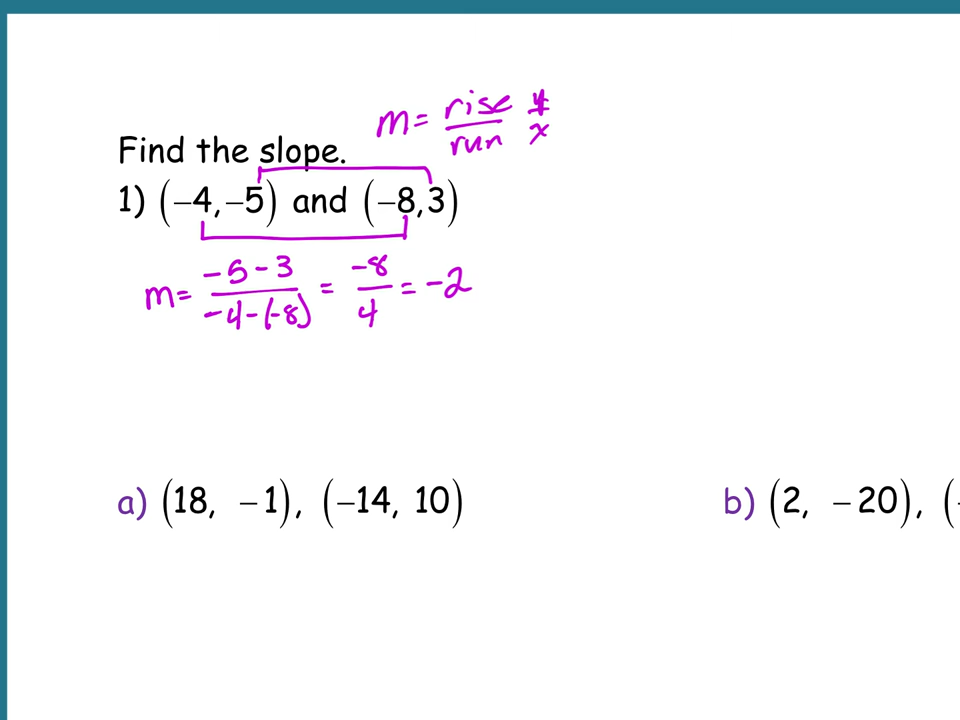 m = rise/run y/x
Find the slope.
1) (−4, −5) and (−8, 3)
m = −5 − 3 / −4 − (−8) = −8/4 = −2
a) (18, −1), (−14, 10)
b) (2, −20), (−